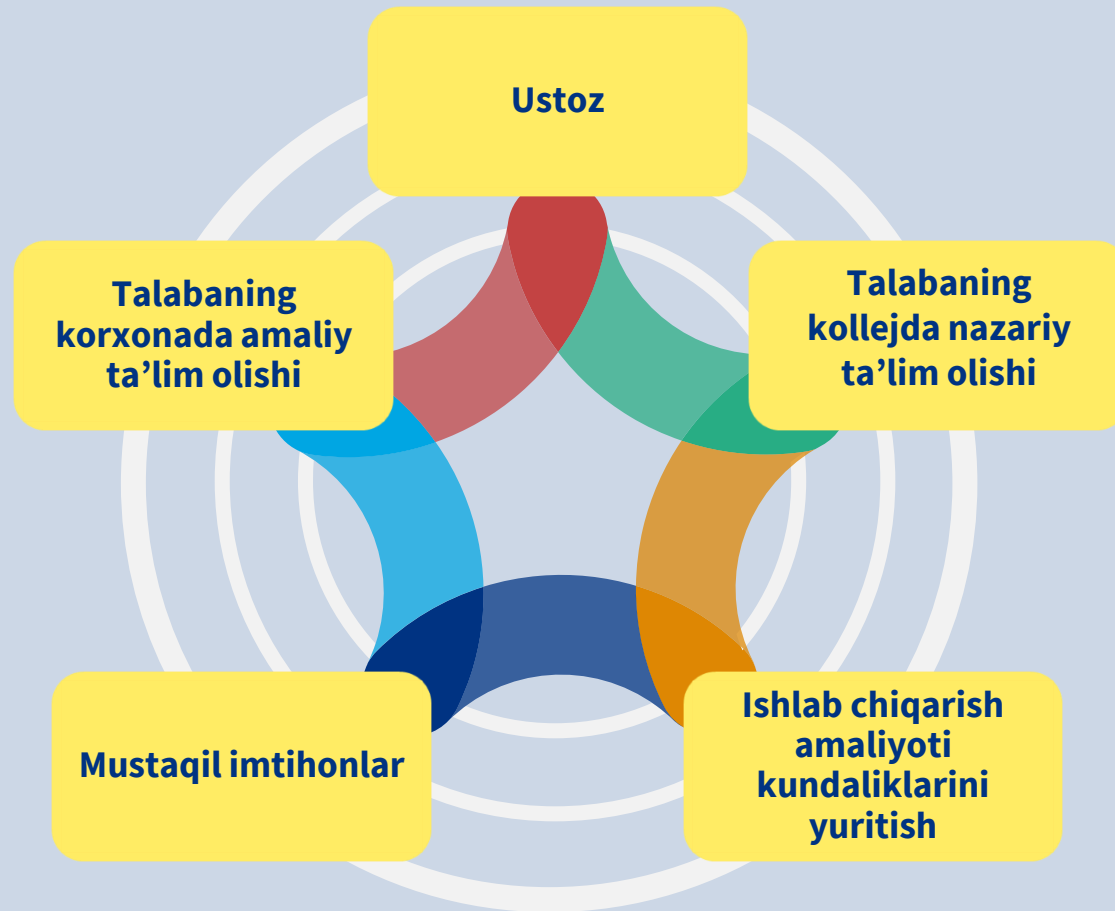 Ustoz
Talabaning
korxonada amaliy
ta’lim olishi
Talabaning
kollejda nazariy
ta’lim olishi
Mustaqil imtihonlar
Ishlab chiqarish
amaliyoti
kundaliklarini
yuritish